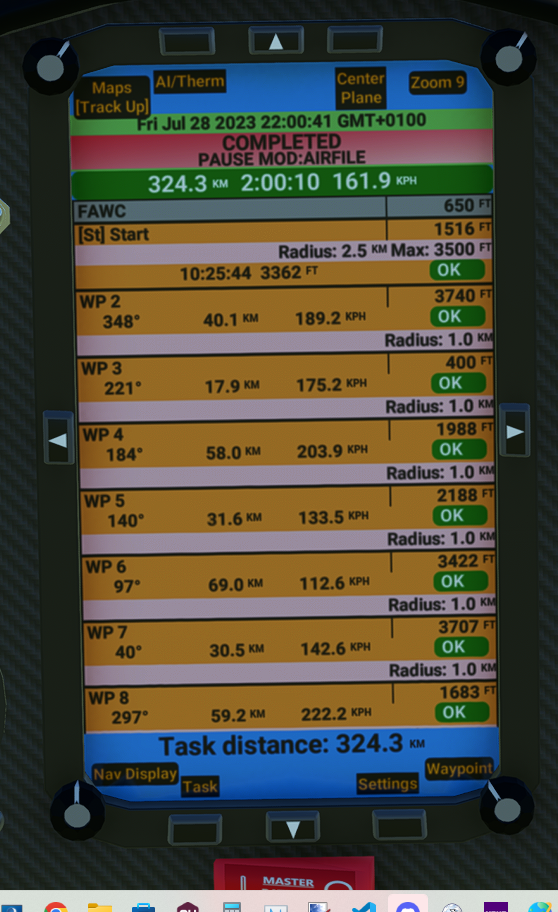 Maps AI/Therm Center Plane Zoom 9
[Track Up]
Fri Jul 28 2023 22:00:41 GMT+0100
COMPLETED
PAUSE MOD:AIRFILE
324.3 KM 2:00:10 161.9 KPH
FAWC 650 FT
[St] Start 1516 FT
Radius: 2.5 KM Max: 3500 FT
10:25:44 3362 FT OK
WP 2 3740 FT
348° 40.1 KM 189.2 KPH OK
Radius: 1.0 KM
WP 3 400 FT
221° 17.9 KM 175.2 KPH OK
Radius: 1.0 KM
WP 4 1988 FT
184° 58.0 KM 203.9 KPH OK
Radius: 1.0 KM
WP 5 2188 FT
140° 31.6 KM 133.5 KPH OK
Radius: 1.0 KM
WP 6 3422 FT
97° 69.0 KM 112.6 KPH OK
Radius: 1.0 KM
WP 7 3707 FT
40° 30.5 KM 142.6 KPH OK
Radius: 1.0 KM
WP 8 1683 FT
297° 59.2 KM 222.2 KPH OK
Task distance: 324.3 KM
Nav Display Task Settings Waypoint
MASTER